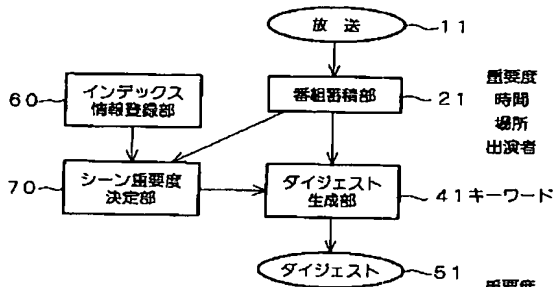 放 送
11
60
インデックス
情報登録部
番組蓄積部
21
重要度
時間
場所
出演者
70
シーン重要度
決定部
ダイジェスト
生成部
41キーワード
ダイジェスト
51
重要度